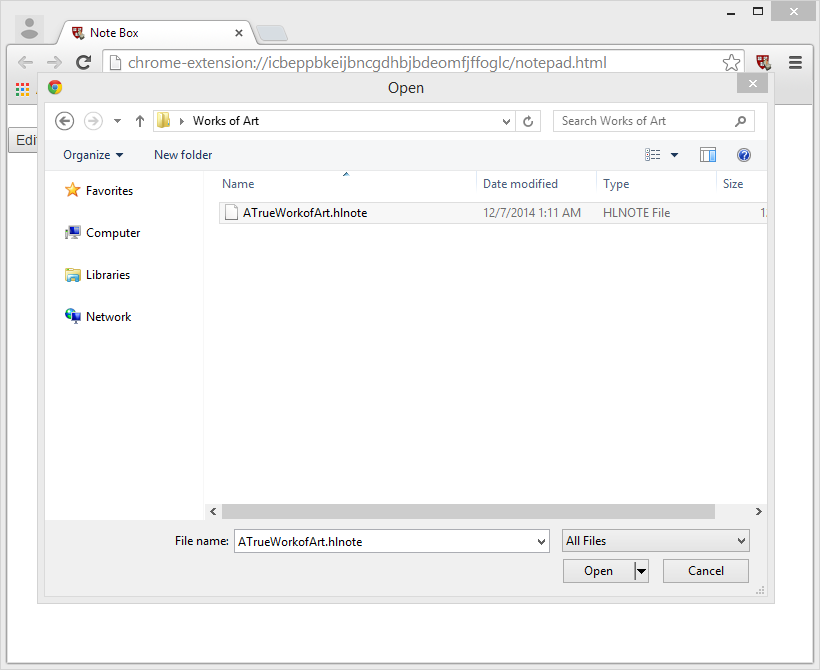 Note Box
chrome-extension://icbeppbkeijbncgdhbjbdeomfjffoglc/notepad.html
Open
Works of Art
Search Works of Art
Edi
Organize New folder
Name Date modified Type Size
Favorites
ATrueWorkofArt.hlnote 12/7/2014 1:11 AM HLNOTE File 1
Computer
Libraries
Network
File name: ATrueWorkofArt.hlnote All Files
Open Cancel